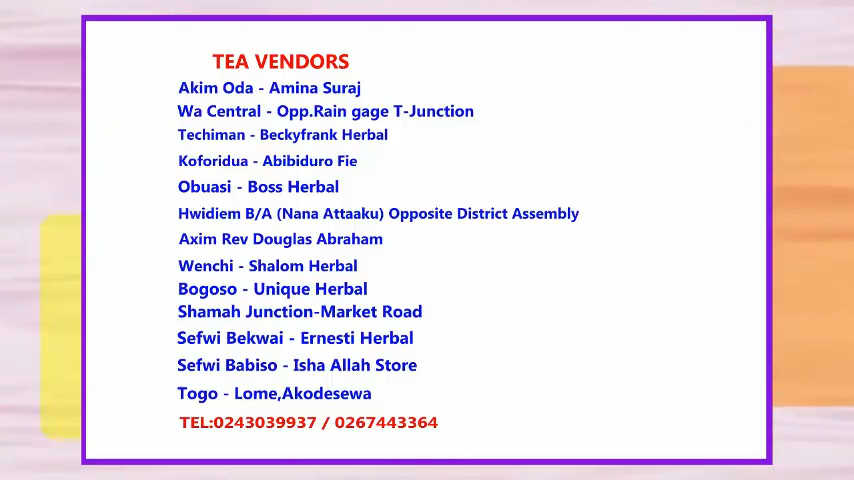 TEA VENDORS
Akim Oda - Amina Suraj
Wa Central - Opp.Rain gage T-Junction
Techiman - Beckyfrank Herbal
Koforidua - Abibiduro Fie
Obuasi - Boss Herbal
Hwidiem B/A (Nana Attaaku) Opposite District Assembly
Axim Rev Douglas Abraham
Wenchi - Shalom Herbal
Bogoso - Unique Herbal
Shamah Junction-Market Road
Sefwi Bekwai - Ernesti Herbal
Sefwi Babiso - Isha Allah Store
Togo - Lome,Akodesewa
TEL:0243039937 / 0267443364